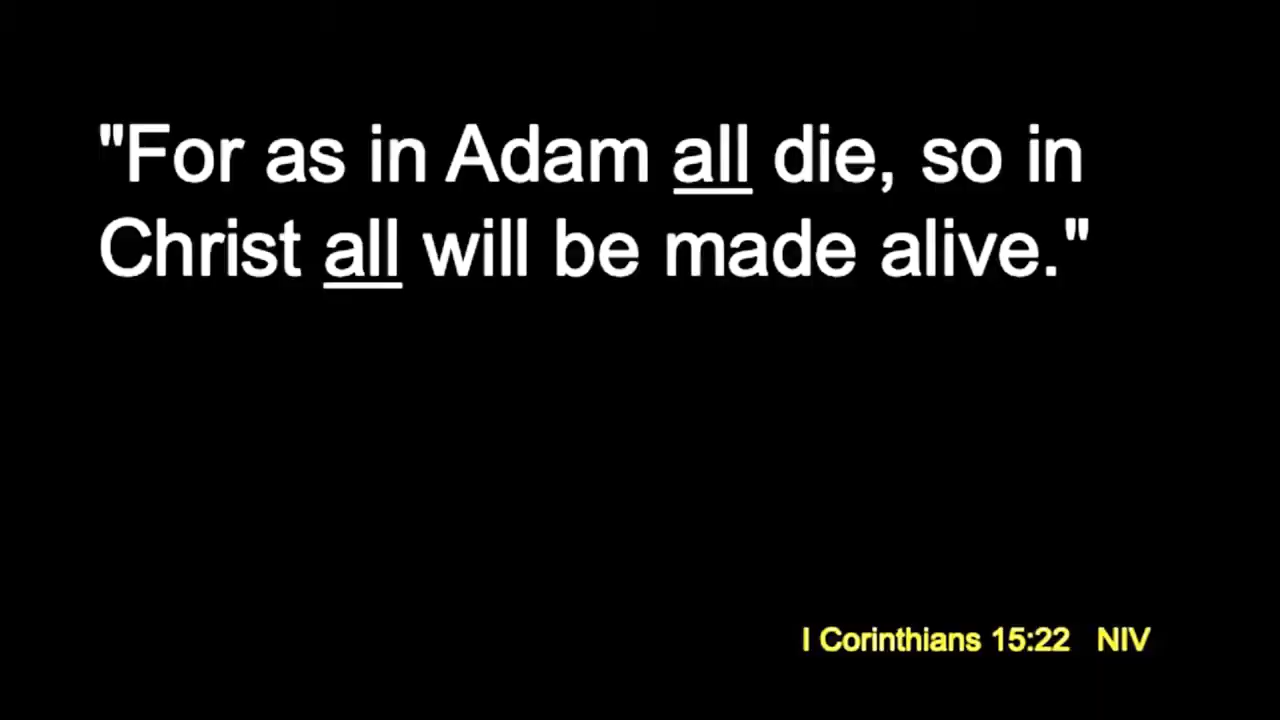 "For as in Adam all die, so in
Christ all will be made alive."
I Corinthians 15:22 NIV